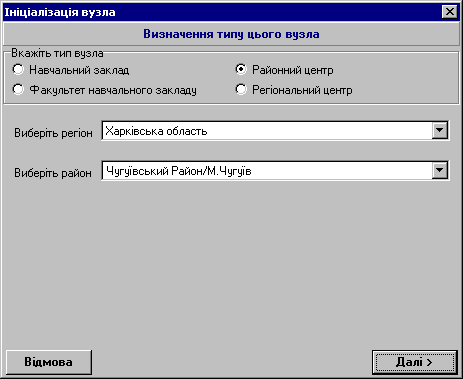 Ініціалізація вузла
Визначення типу цього вузла
Вкажіть тип вузла
Навчальний заклад
Районний центр
Факультет навчального закладу
Регіональний центр
Виберіть регіон
Харківська область
Виберіть район
Чугуївський Район/М.Чугуїв
Відмова
Далі >